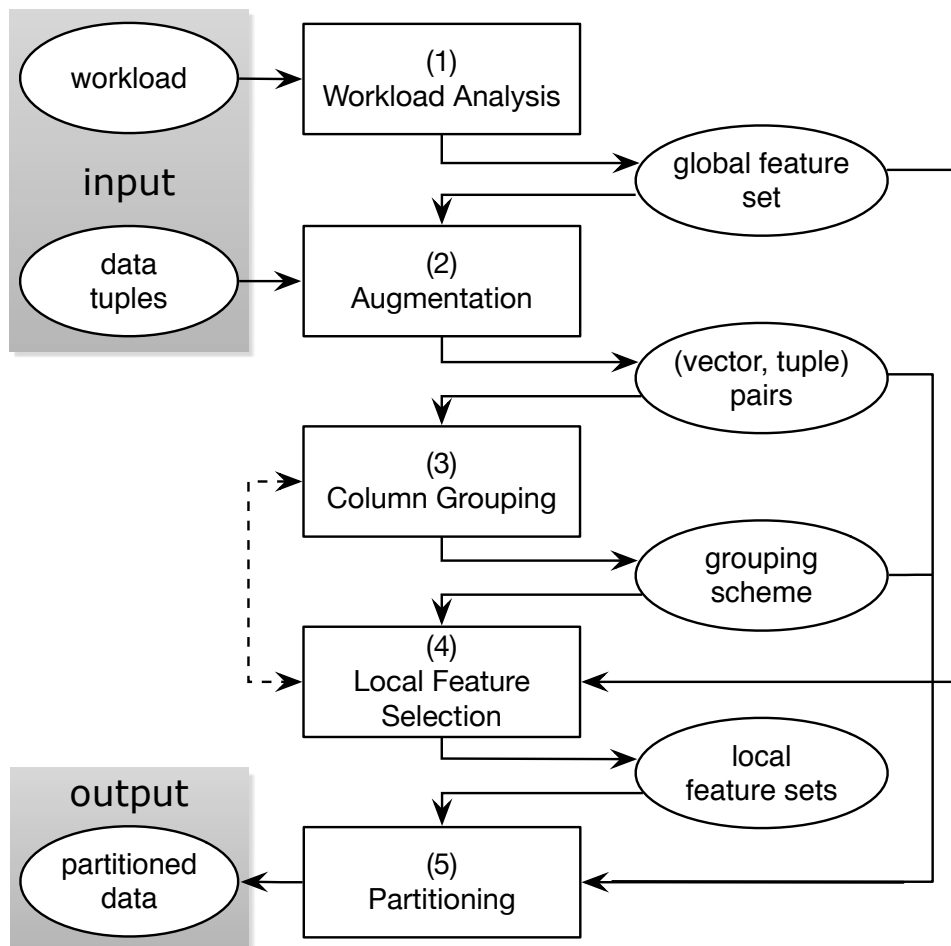 workload
(1)
Workload Analysis
global feature
set
input
data
tuples
(2)
Augmentation
(vector, tuple)
pairs
(3)
Column Grouping
grouping
scheme
(4)
Local Feature
Selection
local
feature sets
output
partitioned
data
(5)
Partitioning